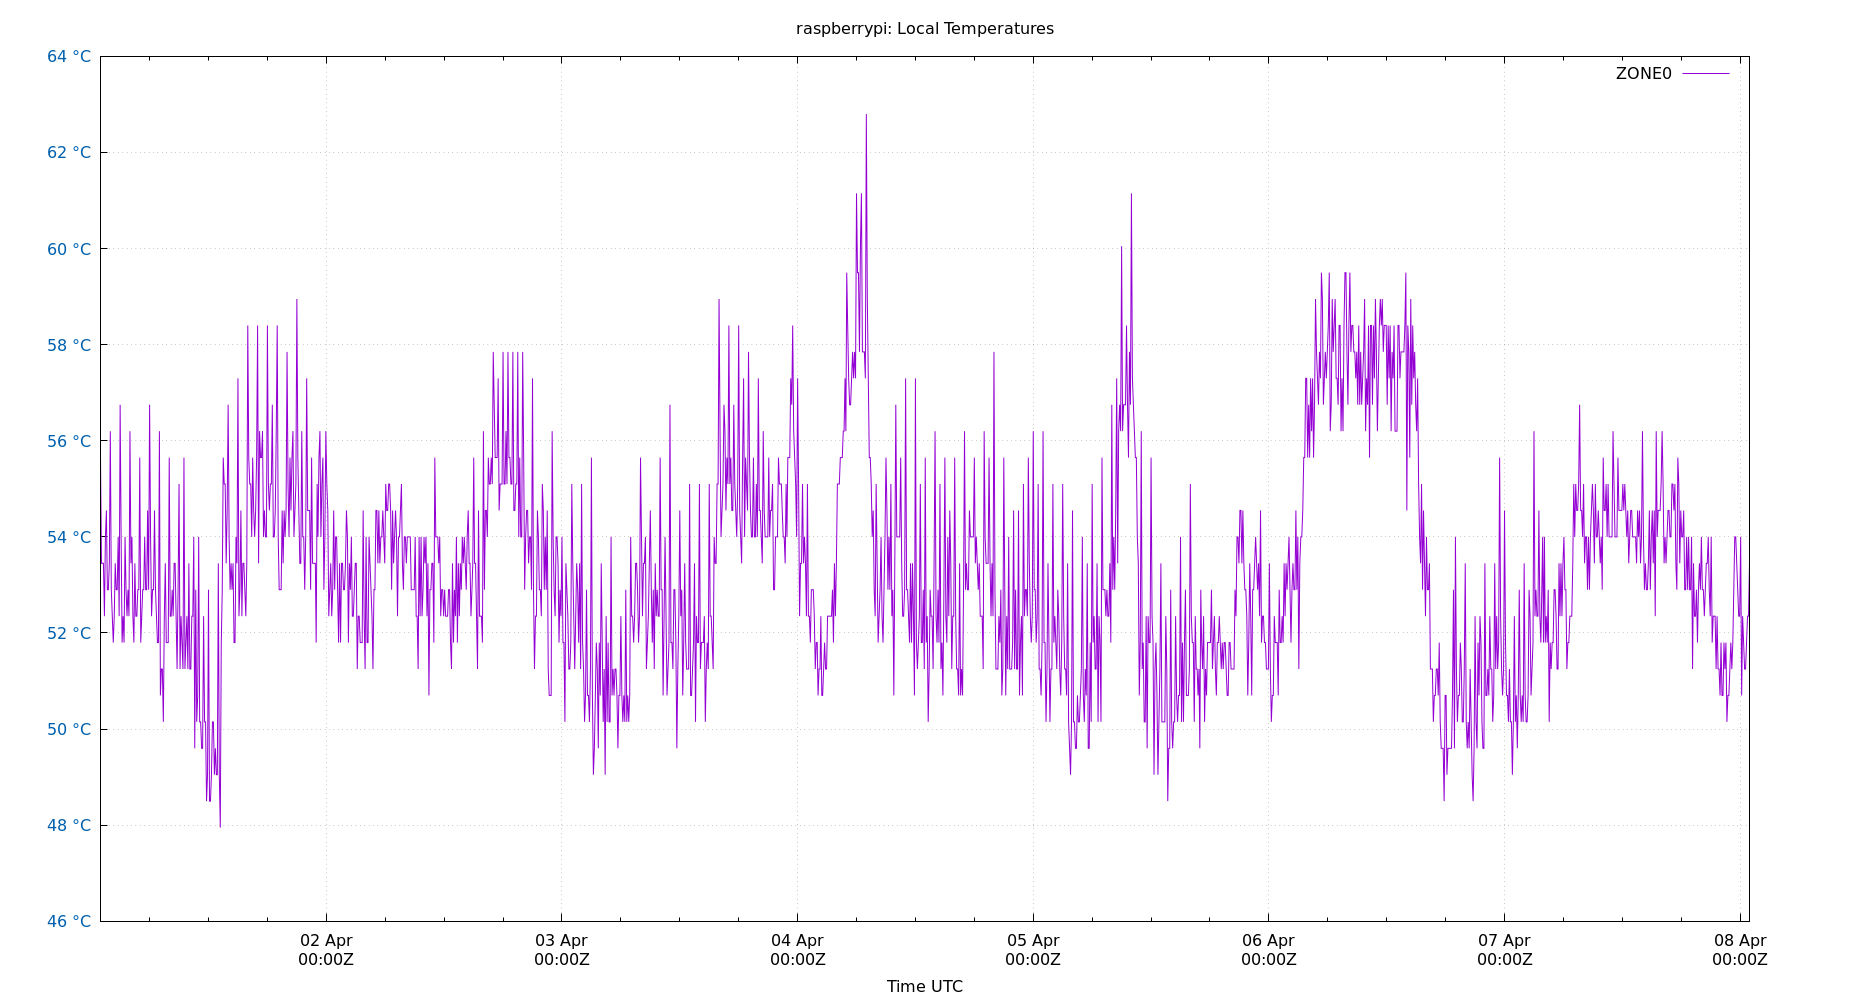 raspberrypi: Local Temperatures
64 °C
ZONE0
62 °C
60 °C
58 °C
56 °C
54 °C
52 °C
50 °C
48 °C
46 °C
02 Apr 03 Apr 04 Apr 05 Apr 06 Apr 07 Apr 08 Apr
00:00Z 00:00Z 00:00Z 00:00Z 00:00Z 00:00Z 00:00Z
Time UTC